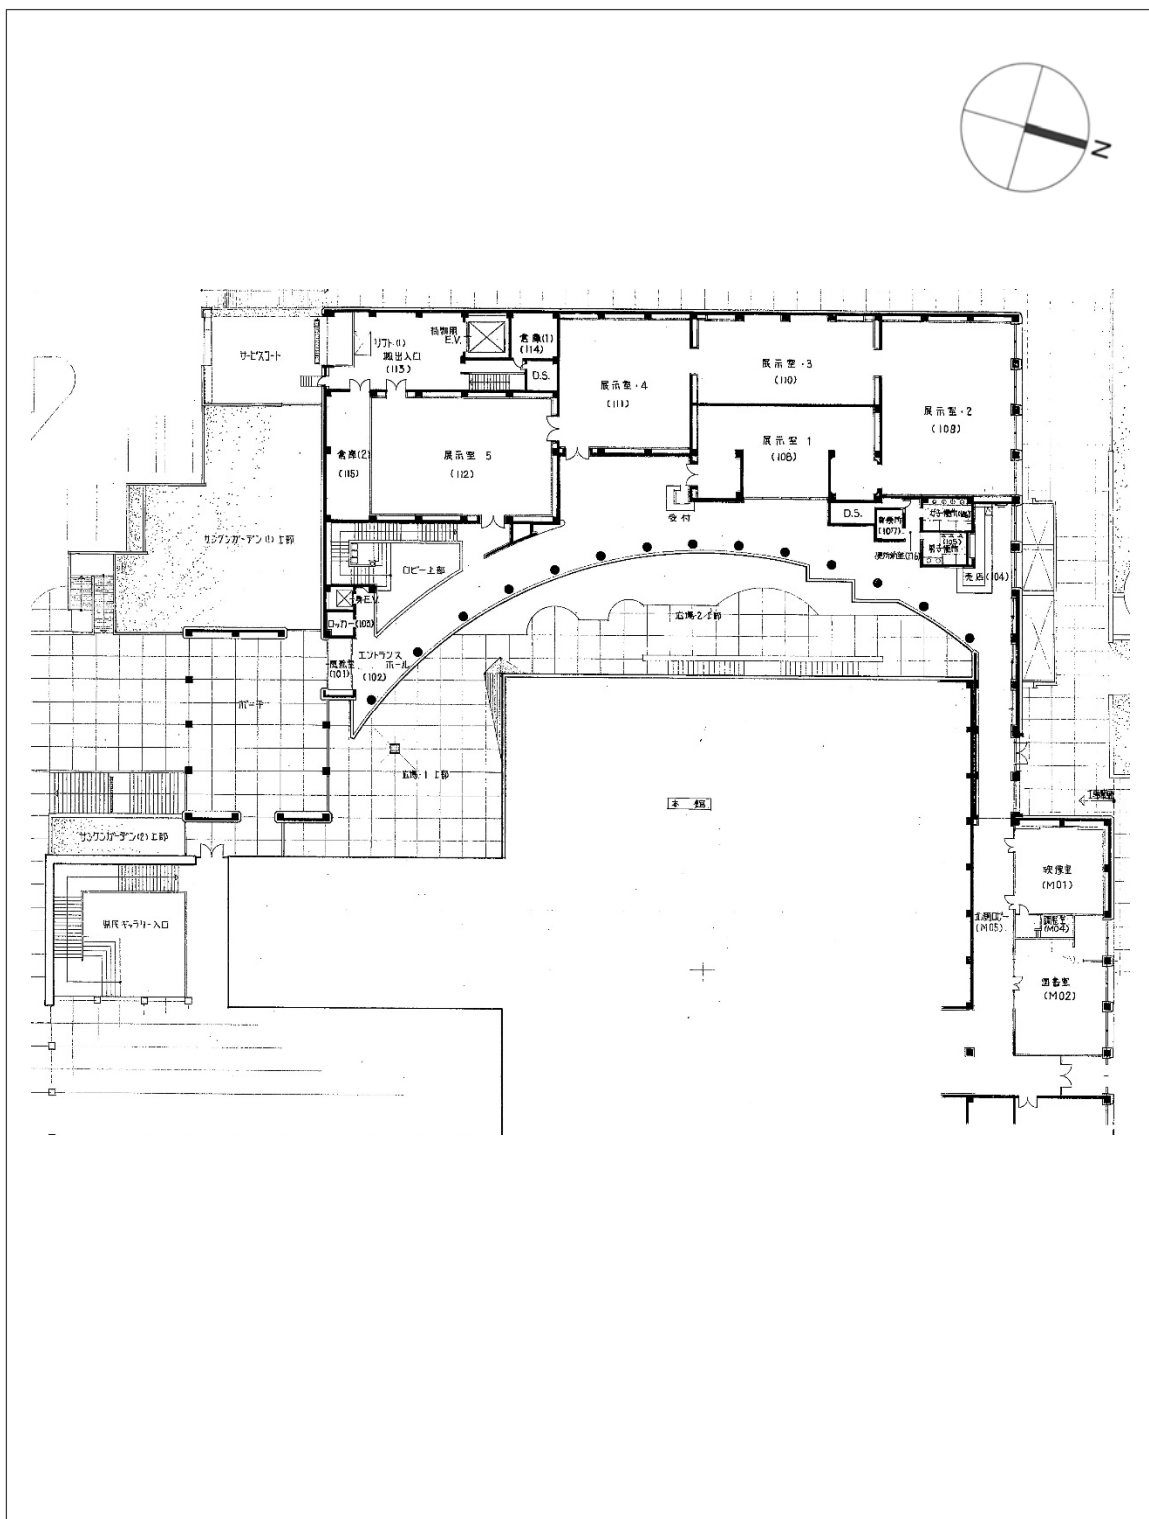 N
サービスコート
リフト(1)
搬出入口
(113)
荷物用
E.V.
倉庫(1)
(114)
D.S.
展示室・4
(111)
展示室・3
(110)
展示室・2
(108)
展示室 1
(108)
倉庫(2)
(115)
展示室 5
(112)
受付
D.S.
(107)
(105)
売店(104)
サンクンガーデン(1)上部
ロビー上部
E.V.
ロッカー(103)
風除室
(101)
エントランス
ホール
(102)
広場-2上部
ポーチ
広場-1上部
本館
サンクンガーデン(2)上部
県民ギャラリー入口
映像室
(M01)
(M04)
(M05)
図書室
(M02)